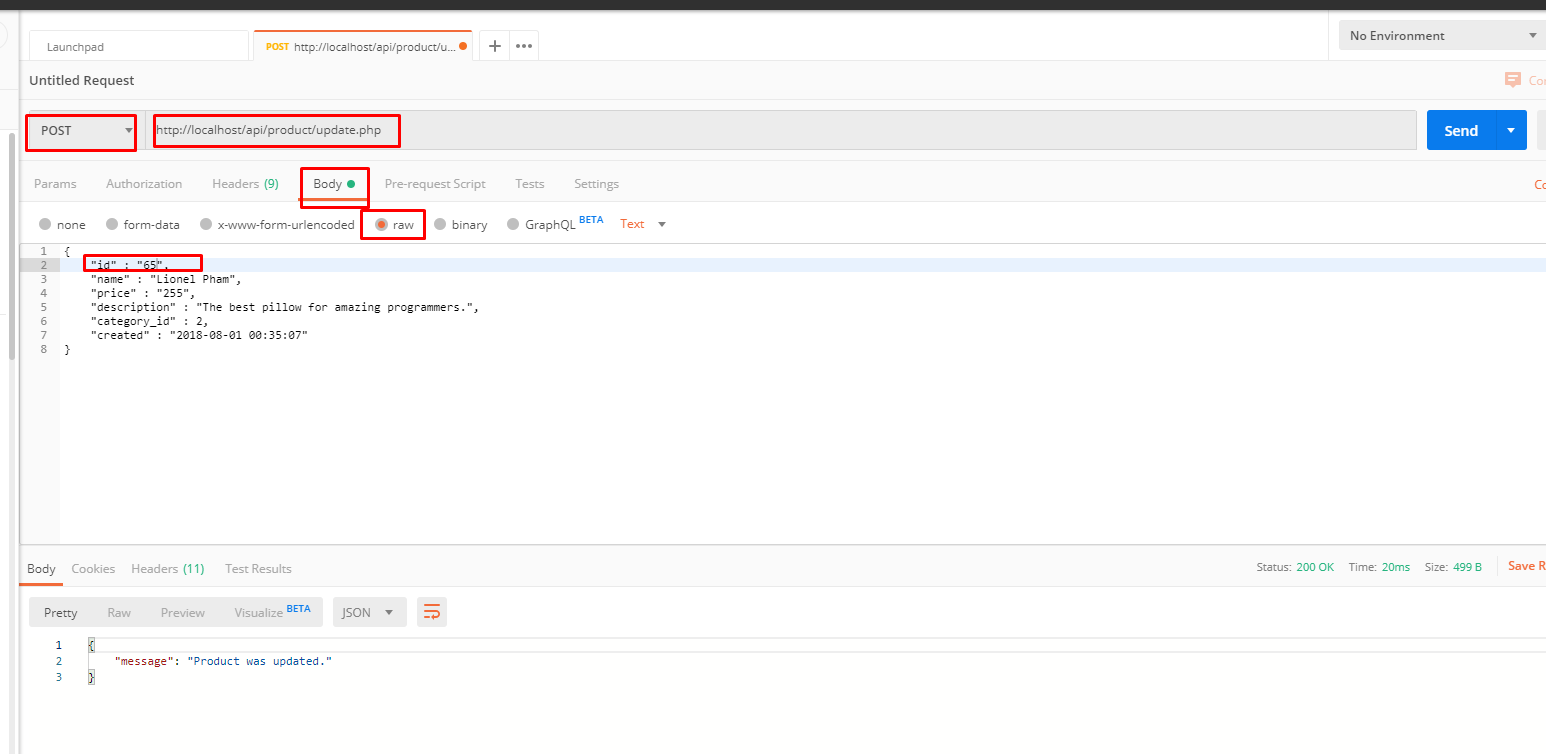 Launchpad
POST http://localhost/api/product/u...
No Environment
Untitled Request
POST
http://localhost/api/product/update.php
Send
Params Authorization Headers (9) Body Pre-request Script Tests Settings
none form-data x-www-form-urlencoded raw binary GraphQL BETA Text
1 {
2 "id" : "65",
3 "name" : "Lionel Pham",
4 "price" : "255",
5 "description" : "The best pillow for amazing programmers.",
6 "category_id" : 2,
7 "created" : "2018-08-01 00:35:07"
8 }
Body Cookies Headers (11) Test Results Status: 200 OK Time: 20ms Size: 499 B Save R
Pretty Raw Preview Visualize BETA JSON
1 {
2 "message": "Product was updated."
3 }